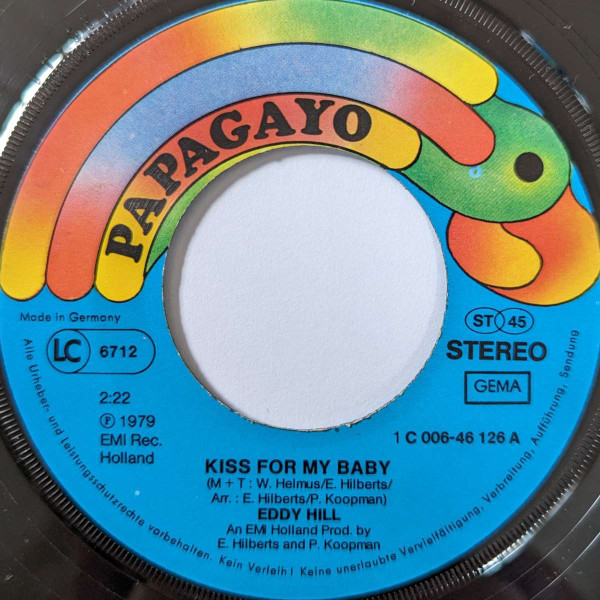 PAPAGAYO
Made in Germany
LC 6712
2:22
℗ 1979
EMI Rec.
Holland
ST 45
STEREO
GEMA
1 C 006-46 126 A
KISS FOR MY BABY
(M + T : W. Helmus/E. Hilberts/
Arr. : E. Hilberts/P. Koopman)
EDDY HILL
An EMI Holland Prod. by
E. Hilberts and P. Koopman
Alle Urheber- und Leistungsschutzrechte vorbehalten. Kein Verleih! Keine unerlaubte Vervielfältigung, Verbreitung, Aufführung, Sendung